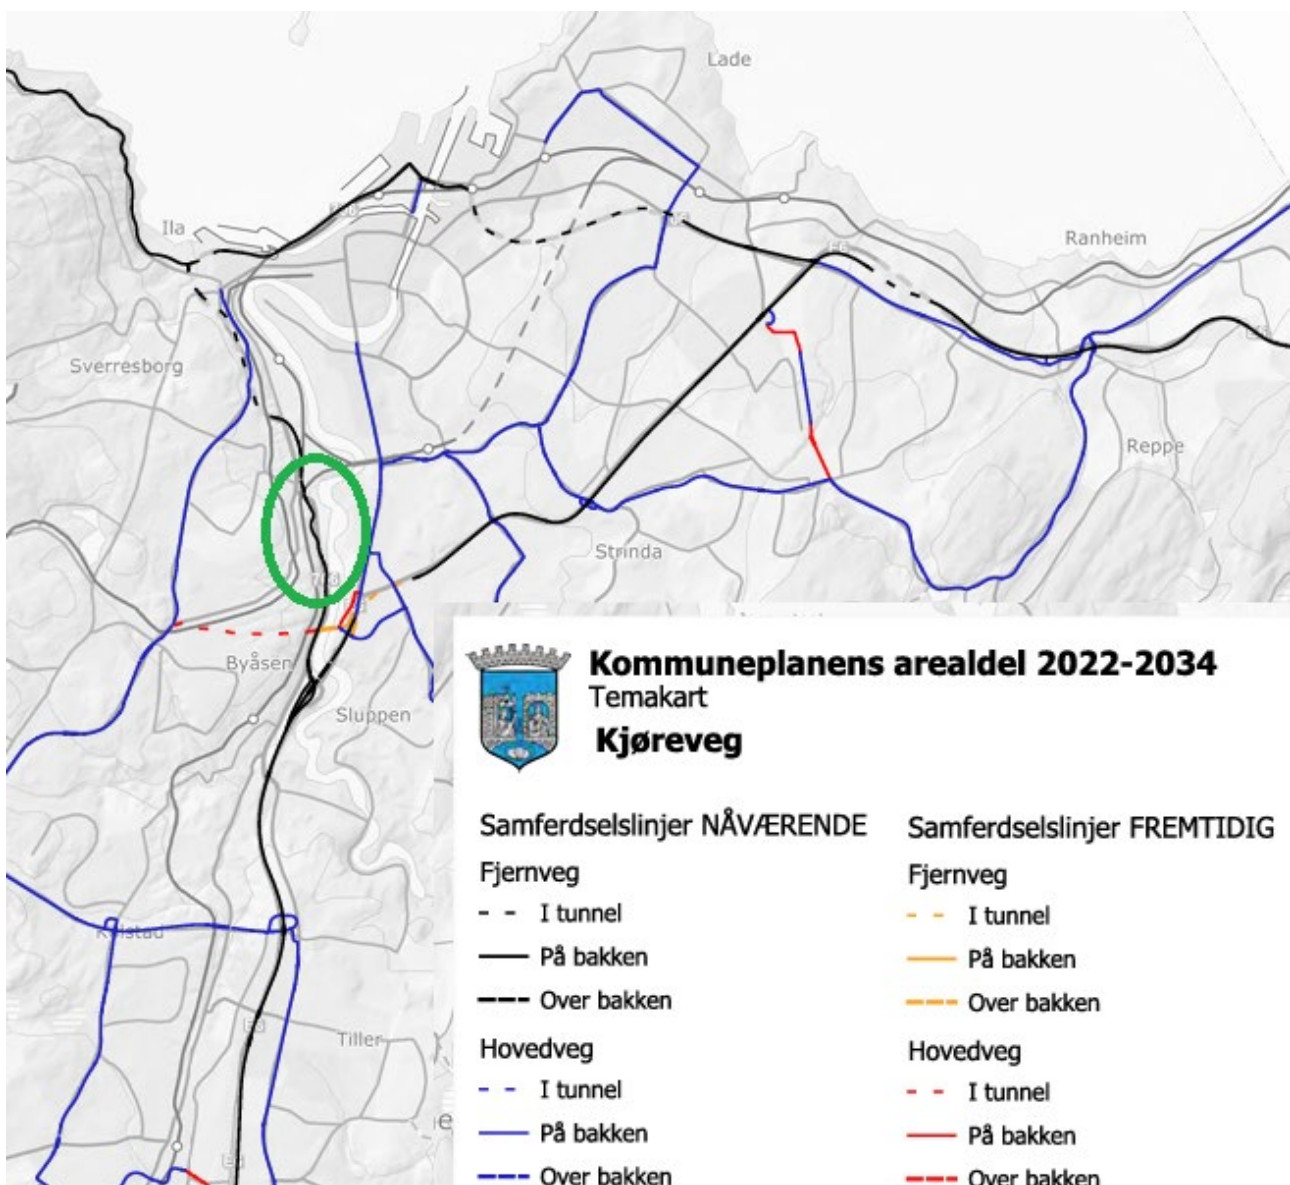 Lade
Ila
E6
Ranheim
Sverresborg
Reppe
Strinda
Byåsen
Sluppen
Kolstad
Tiller
Kommuneplanens arealdel 2022-2034
Temakart
Kjøreveg
Samferdselslinjer NÅVÆRENDE
Fjernveg
I tunnel
På bakken
Over bakken
Hovedveg
I tunnel
På bakken
Over bakken
Samferdselslinjer FREMTIDIG
Fjernveg
I tunnel
På bakken
Over bakken
Hovedveg
I tunnel
På bakken
Over bakken